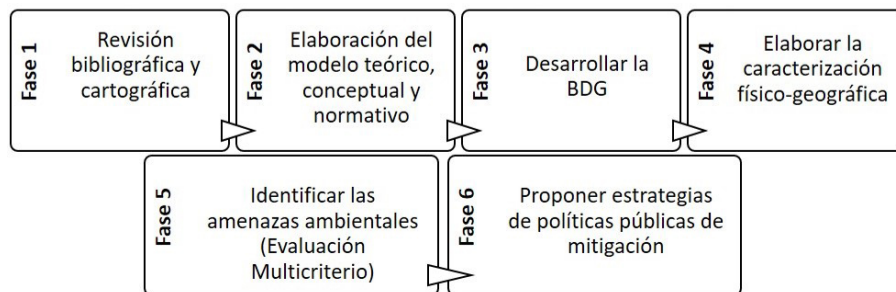 Fase 1
Revisión
bibliográfica y
cartográfica
Fase 2
Elaboración del
modelo teórico,
conceptual y
normativo
Fase 3
Desarrollar la
BDG
Fase 4
Elaborar la
caracterización
físico-geográfica
Fase 5
Identificar las
amenazas ambientales
(Evaluación
Multicriterio)
Fase 6
Proponer estrategias
de políticas públicas de
mitigación